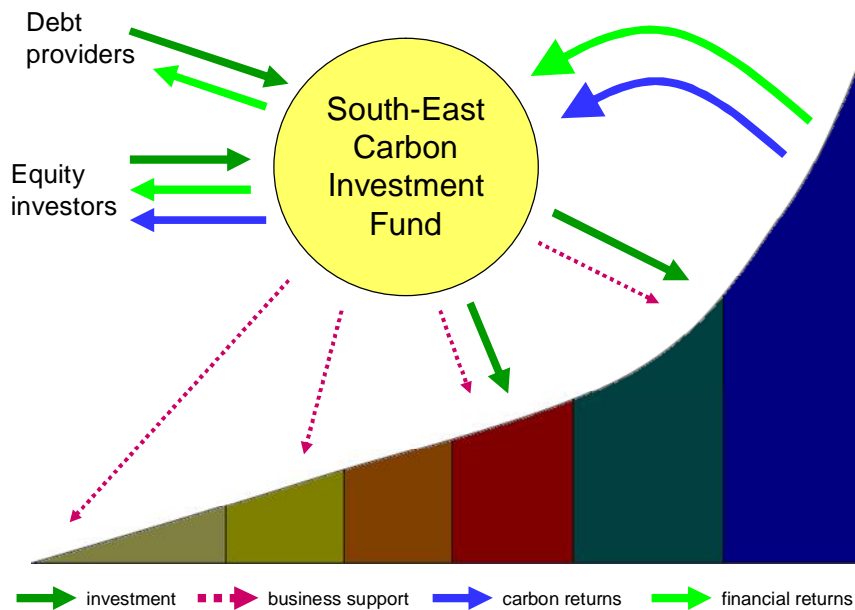 Debt
providers
South-East
Carbon
Investment
Fund
Equity
investors
investment
business support
carbon returns
financial returns